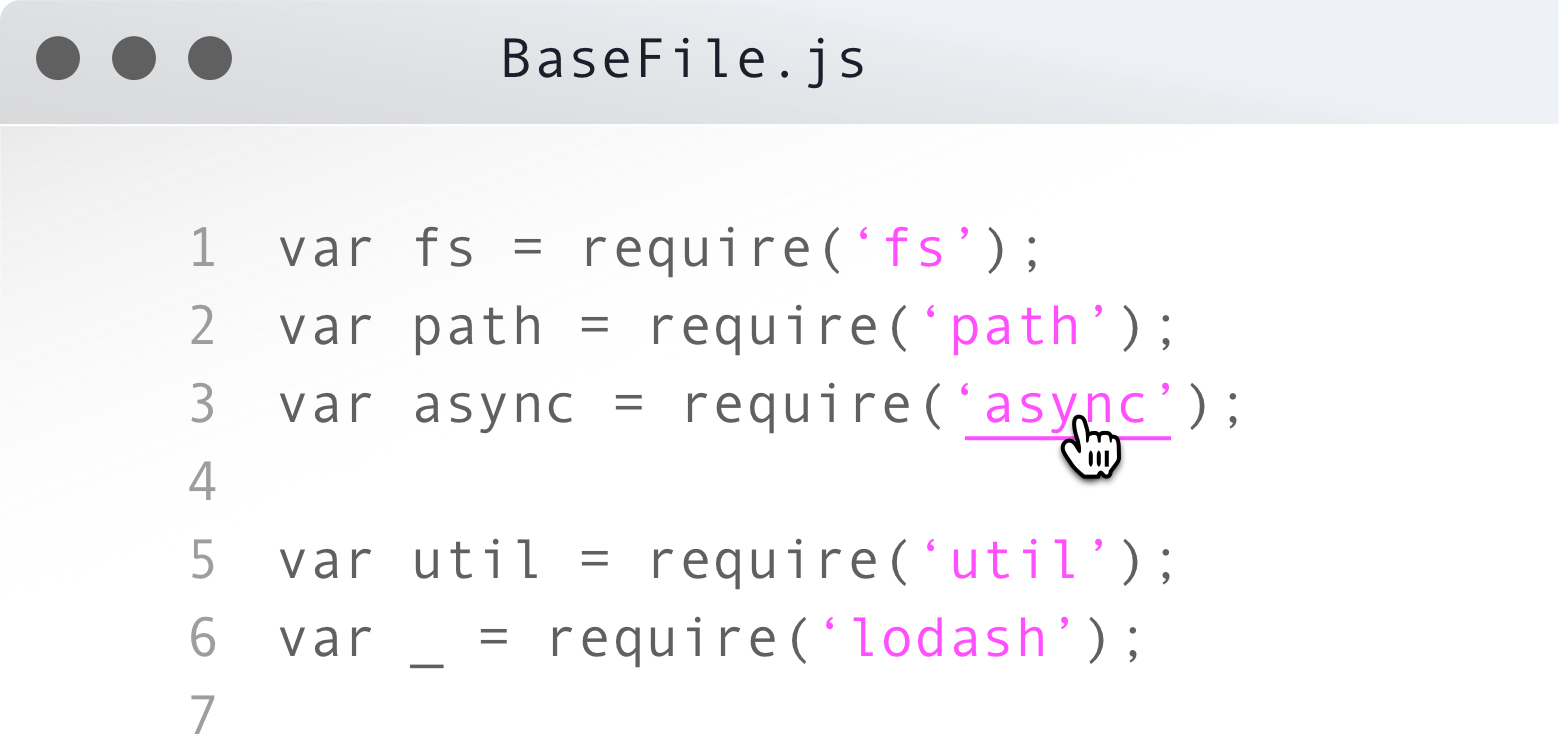 BaseFile.js
1 var fs = require(‘fs’);
2 var path = require(‘path’);
3 var async = require(‘async’);
4
5 var util = require(‘util’);
6 var _ = require(‘lodash’);
7